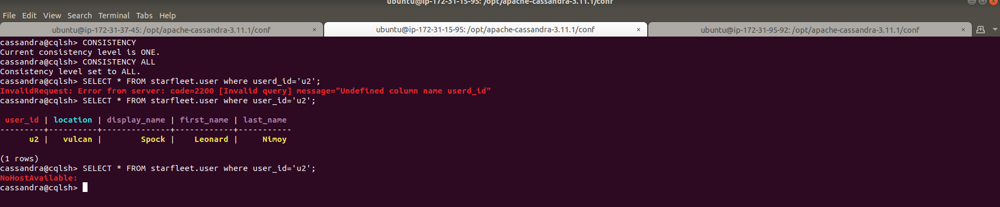 ubuntu@ip-172-31-15-95: /opt/apache-cassandra-3.11.1/conf
File Edit View Search Terminal Tabs Help
ubuntu@ip-172-31-37-45: /opt/apache-cassandra-3.11.1/conf × ubuntu@ip-172-31-15-95: /opt/apache-cassandra-3.11.1/conf × ubuntu@ip-172-31-95-92: /opt/apache-cassandra-3.11.1/conf ×
cassandra@cqlsh> CONSISTENCY
Current consistency level is ONE.
cassandra@cqlsh> CONSISTENCY ALL
Consistency level set to ALL.
cassandra@cqlsh> SELECT * FROM starfleet.user where userd_id='u2';
InvalidRequest: Error from server: code=2200 [Invalid query] message="Undefined column name userd_id"
cassandra@cqlsh> SELECT * FROM starfleet.user where user_id='u2';
user_id | location | display_name | first_name | last_name
---------+----------+--------------+------------+-----------
u2 | vulcan | Spock | Leonard | Nimoy
(1 rows)
cassandra@cqlsh> SELECT * FROM starfleet.user where user_id='u2';
NoHostAvailable:
cassandra@cqlsh>